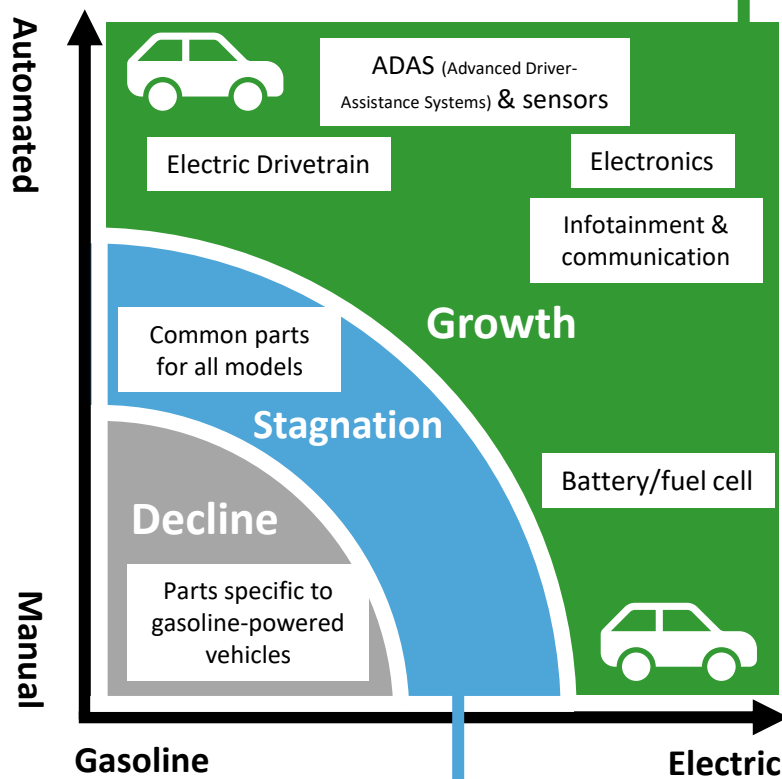 Automated
ADAS (Advanced Driver-
Assistance Systems) & sensors
Electric Drivetrain
Electronics
Infotainment &
communication
Growth
Common parts
for all models
Stagnation
Battery/fuel cell
Decline
Parts specific to
gasoline-powered
vehicles
Manual
Gasoline
Electric